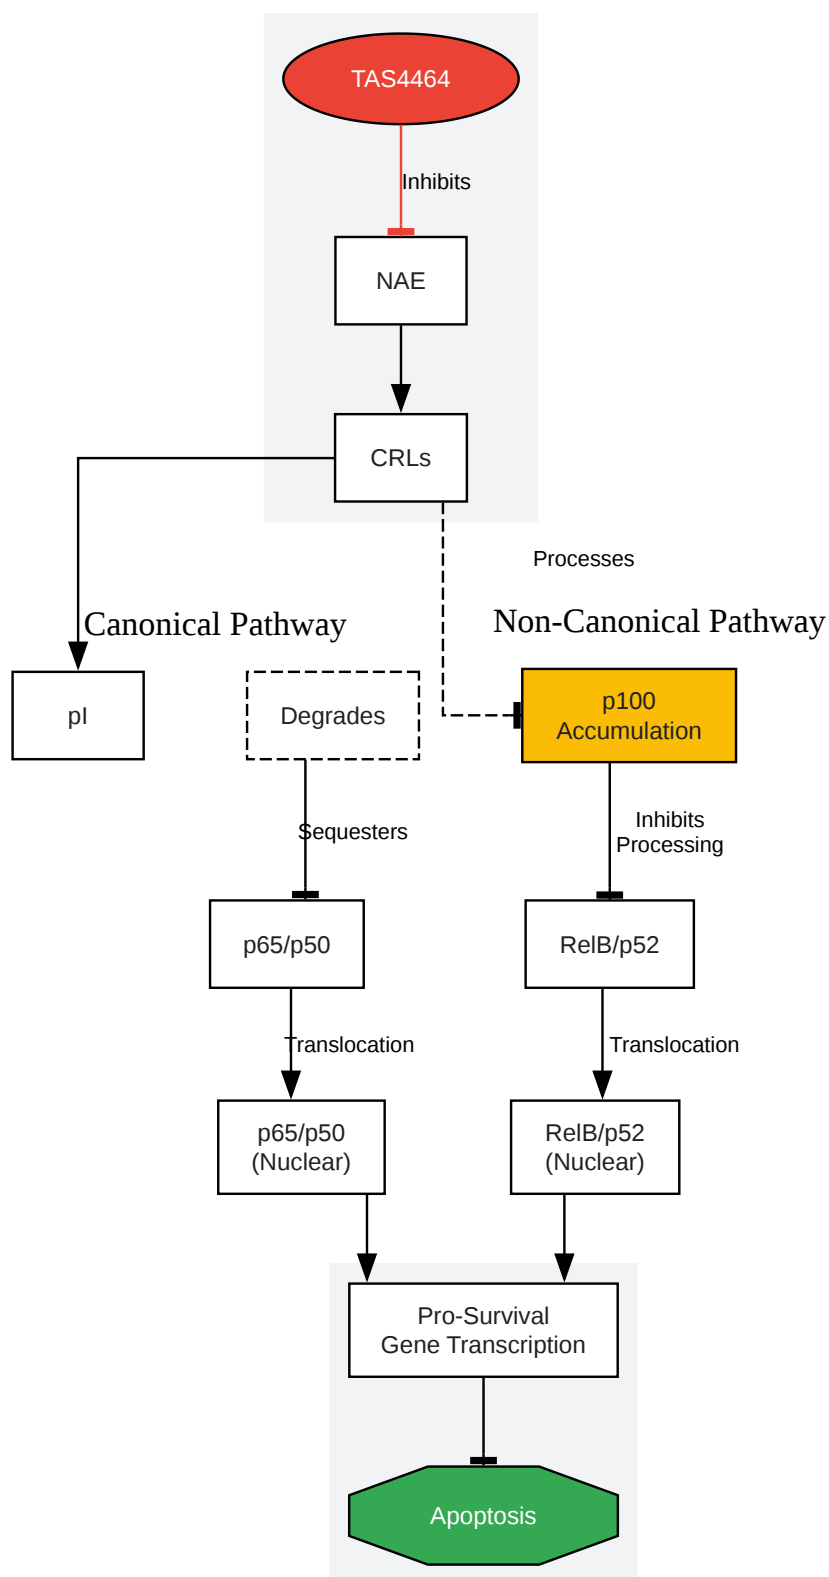 TAS4464
Inhibits
NAE
CRLs
Processes
Canonical Pathway
Non-Canonical Pathway
pI
Degrades
p100
Accumulation
Sequesters
Inhibits
Processing
p65/p50
RelB/p52
Translocation
Translocation
p65/p50
(Nuclear)
RelB/p52
(Nuclear)
Pro-Survival
Gene Transcription
Apoptosis